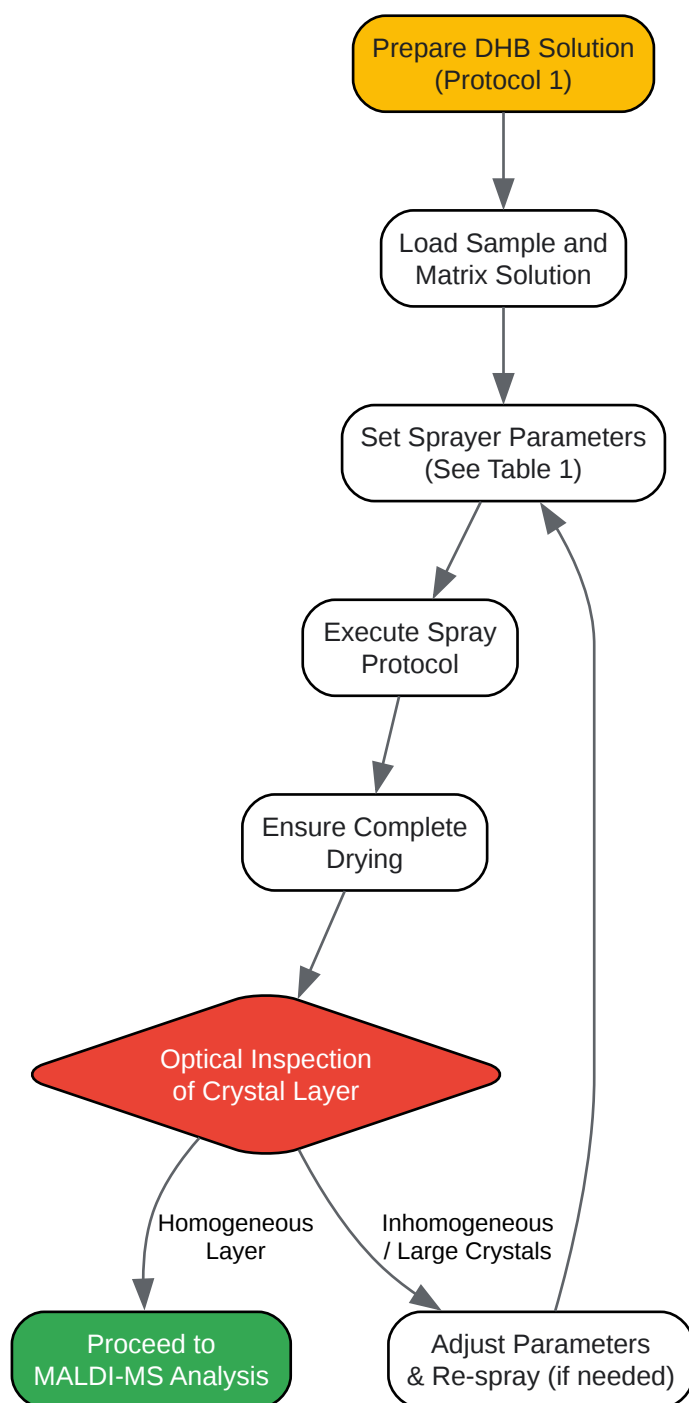 Prepare DHB Solution
(Protocol 1)
Load Sample and
Matrix Solution
Set Sprayer Parameters
(See Table 1)
Execute Spray
Protocol
Ensure Complete
Drying
Optical Inspection
of Crystal Layer
Homogeneous
Layer
Inhomogeneous
/ Large Crystals
Proceed to
MALDI-MS Analysis
Adjust Parameters
& Re-spray (if needed)